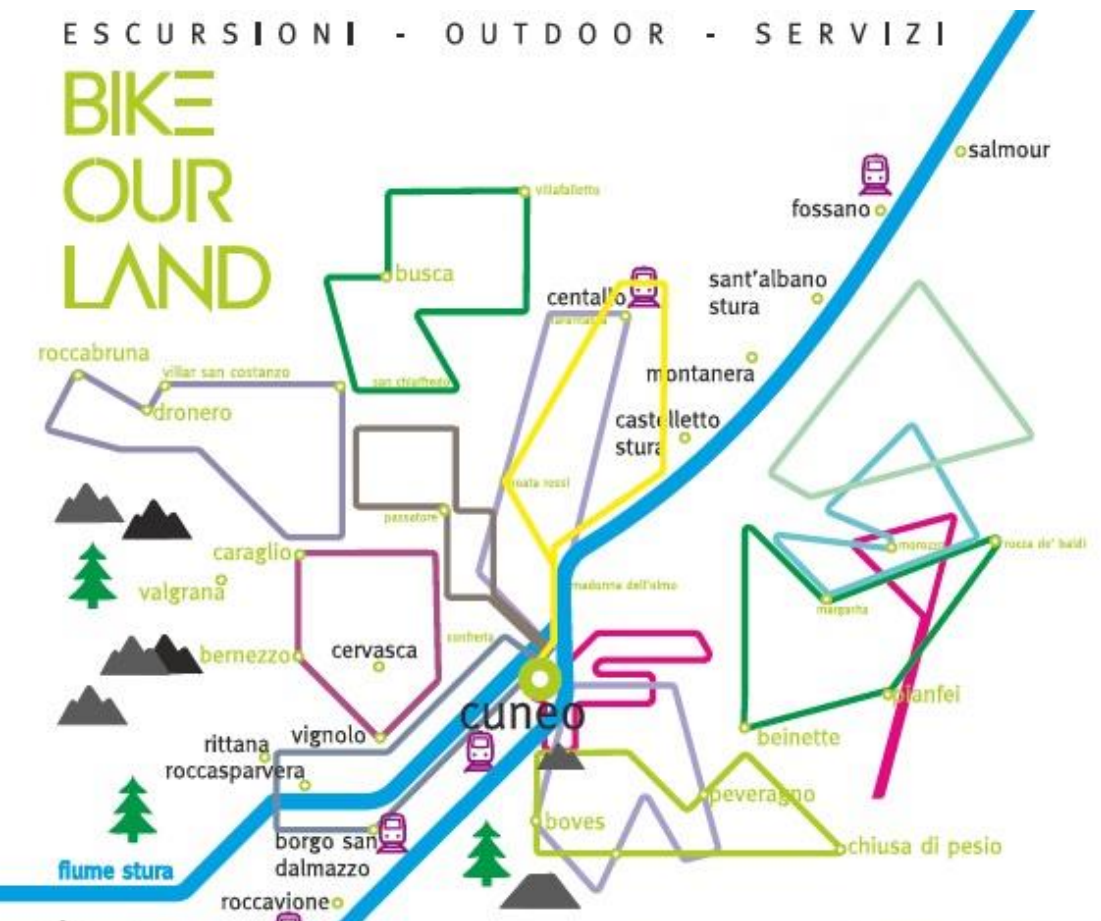 ESCURSIONI - OUTDOOR - SERVIZI
BIKE
OUR
LAND
salmour
fossano
villafalletto
busca
sant'albano
stura
centallo
roccabruna
villar san costanzo
san chiaffredo
montanera
dronero
castelletto
stura
roata rossi
passatore
morozzo
rocca de' baldi
caraglio
valgrana
madonna dell'olmo
margarita
confreria
cervasca
bernezzo
pianfei
cuneo
vignolo
beinette
rittana
roccasparvera
peveragno
boves
borgo san
dalmazzo
chiusa di pesio
fiume stura
roccavione